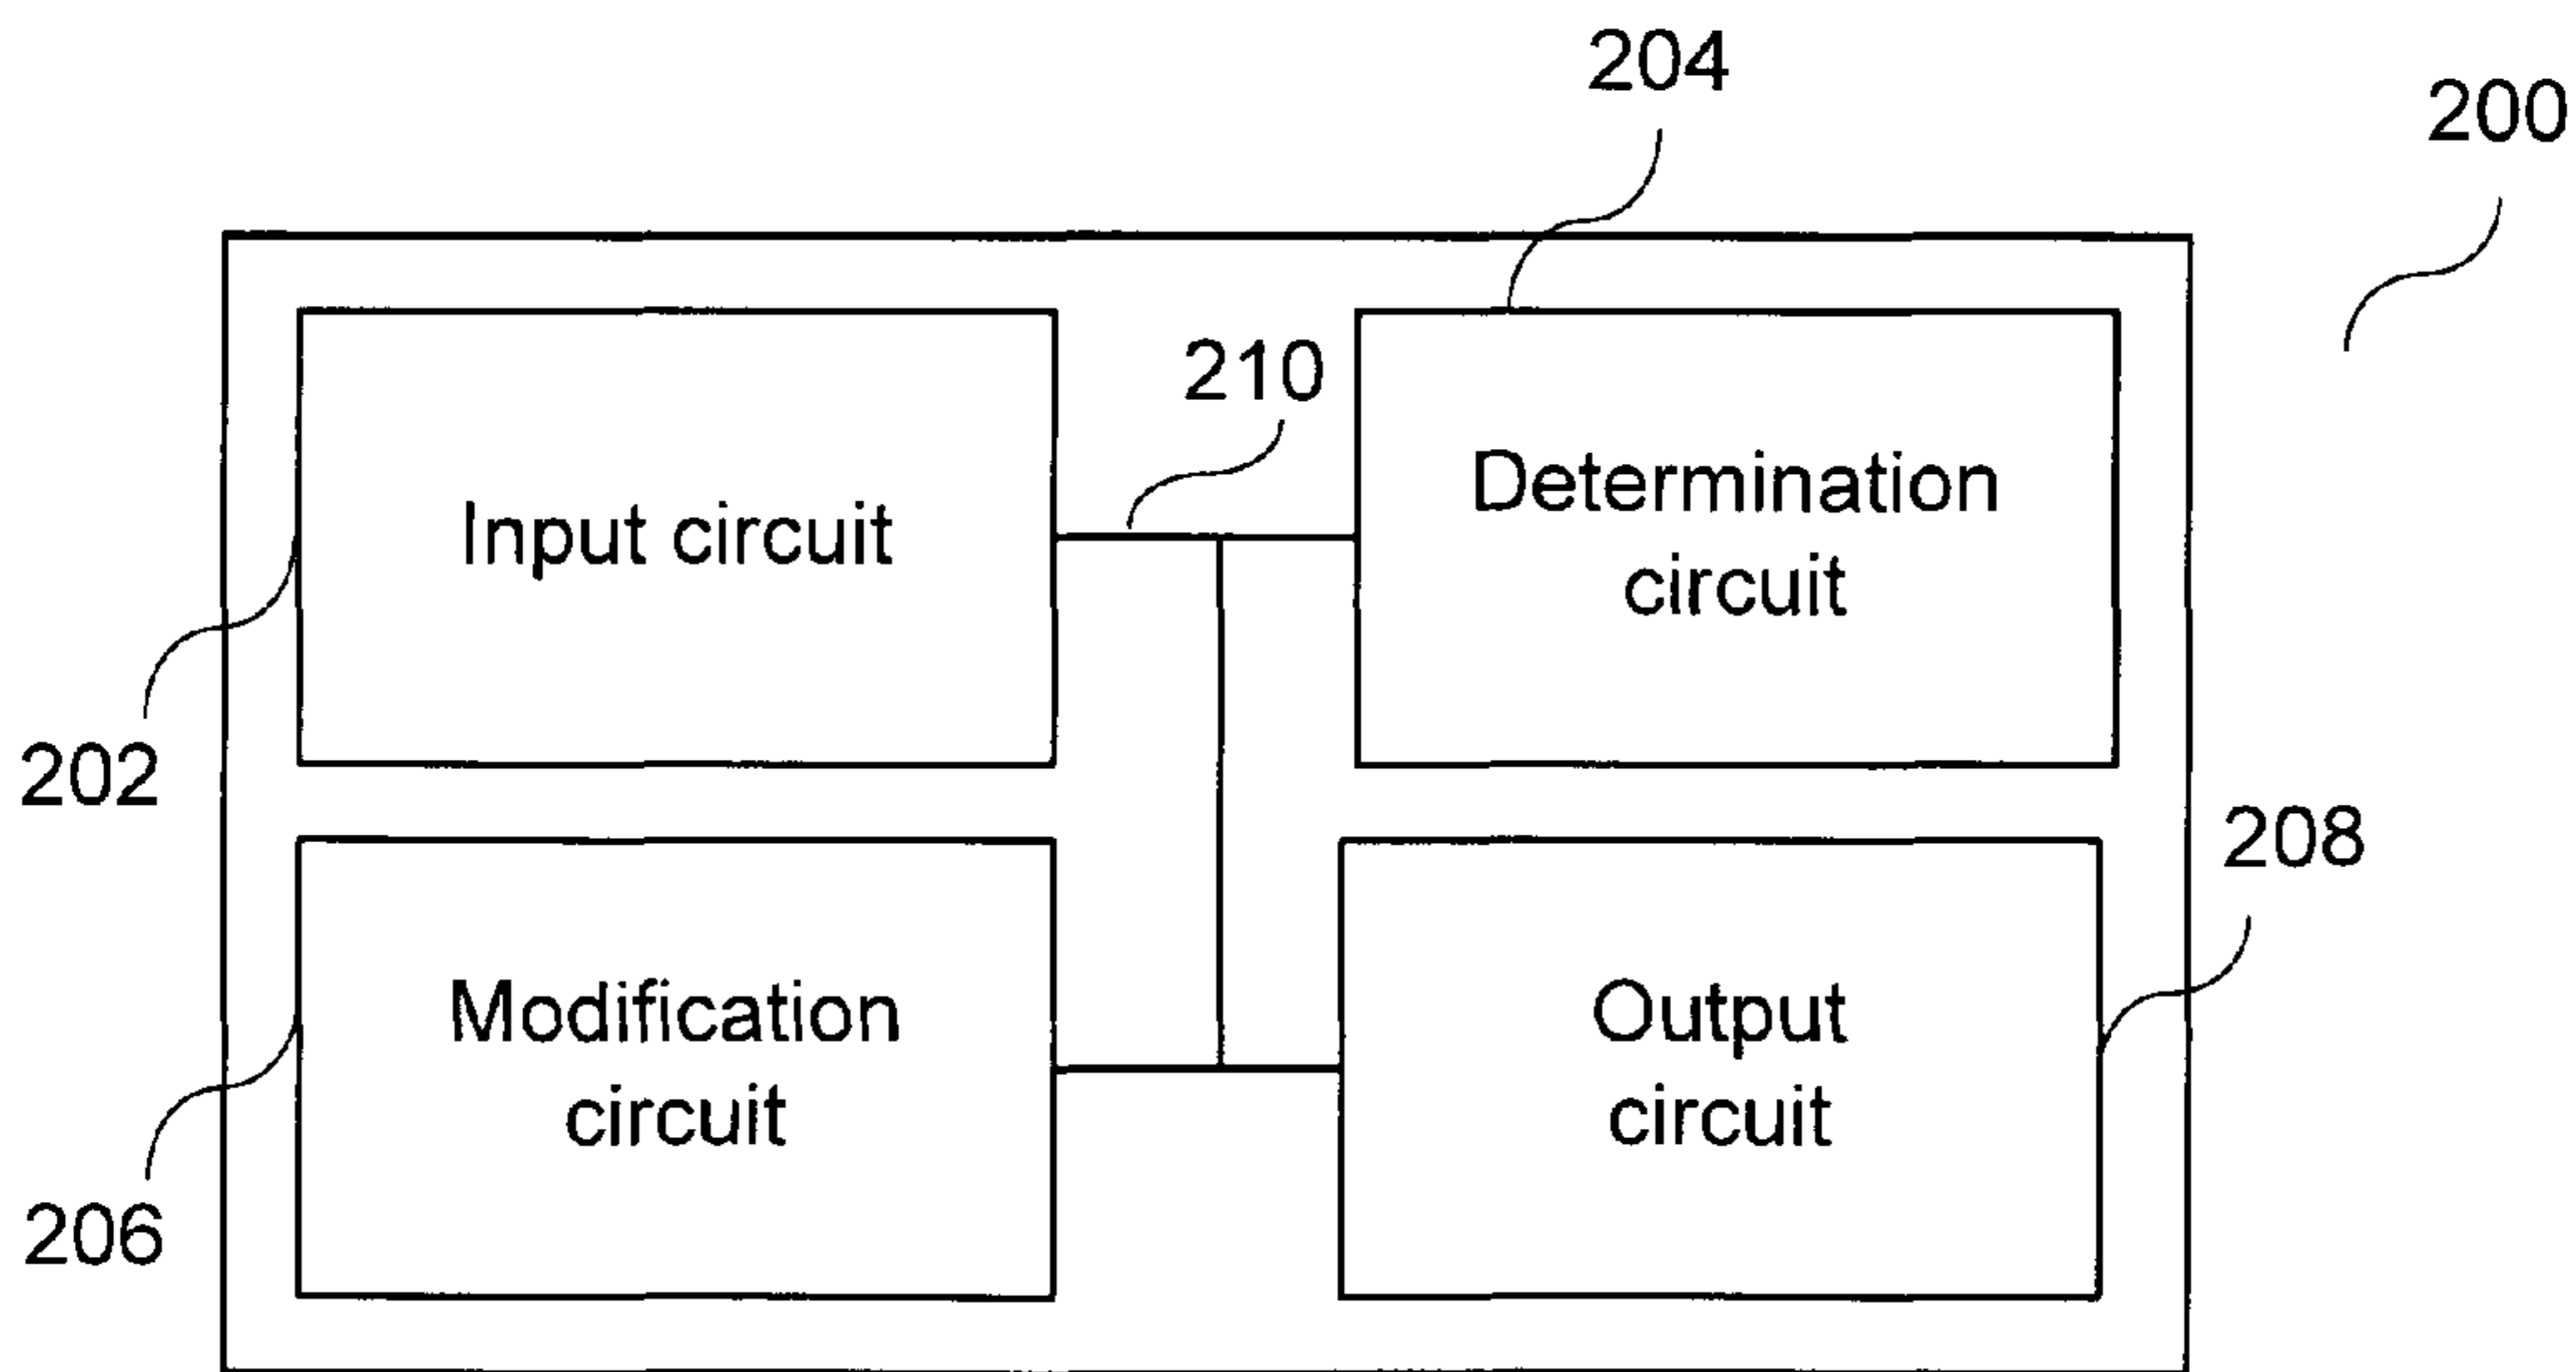 204
200
210
Input circuit
Determination
circuit
202
208
Modification
circuit
Output
circuit
206